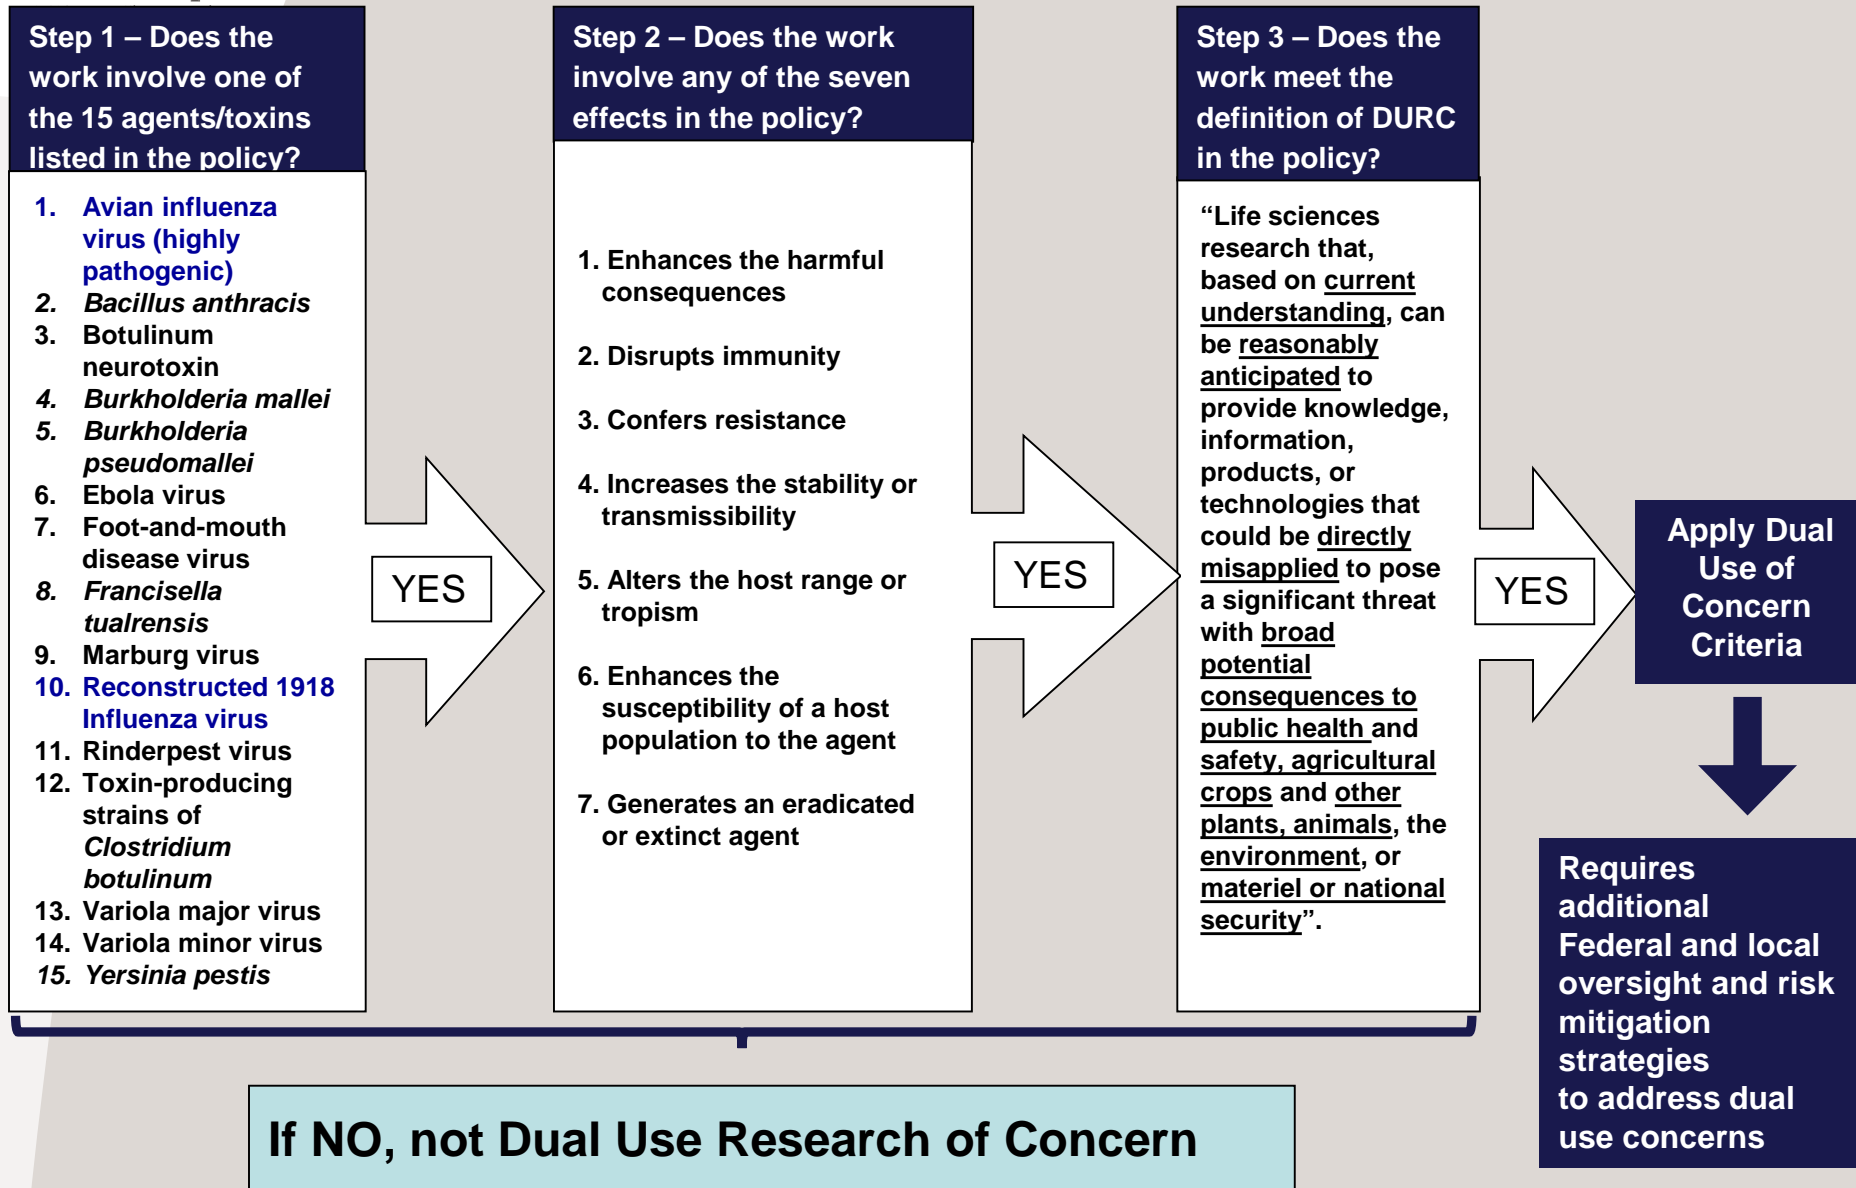 Step 1 – Does the
work involve one of
the 15 agents/toxins
listed in the policy?
1. Avian influenza
virus (highly
pathogenic)
2. Bacillus anthracis
3. Botulinum
neurotoxin
4. Burkholderia mallei
5. Burkholderia
pseudomallei
6. Ebola virus
7. Foot-and-mouth
disease virus
8. Francisella
tualrensis
9. Marburg virus
10. Reconstructed 1918
Influenza virus
11. Rinderpest virus
12. Toxin-producing
strains of
Clostridium
botulinum
13. Variola major virus
14. Variola minor virus
15. Yersinia pestis
YES
Step 2 – Does the work
involve any of the seven
effects in the policy?
1. Enhances the harmful
consequences
2. Disrupts immunity
3. Confers resistance
4. Increases the stability or
transmissibility
5. Alters the host range or
tropism
6. Enhances the
susceptibility of a host
population to the agent
7. Generates an eradicated
or extinct agent
YES
Step 3 – Does the
work meet the
definition of DURC
in the policy?
“Life sciences
research that,
based on current
understanding, can
be reasonably
anticipated to
provide knowledge,
information,
products, or
technologies that
could be directly
misapplied to pose
a significant threat
with broad
potential
consequences to
public health and
safety, agricultural
crops and other
plants, animals, the
environment, or
materiel or national
security”.
YES
Apply Dual
Use of
Concern
Criteria
Requires
additional
Federal and local
oversight and risk
mitigation
strategies
to address dual
use concerns
If NO, not Dual Use Research of Concern